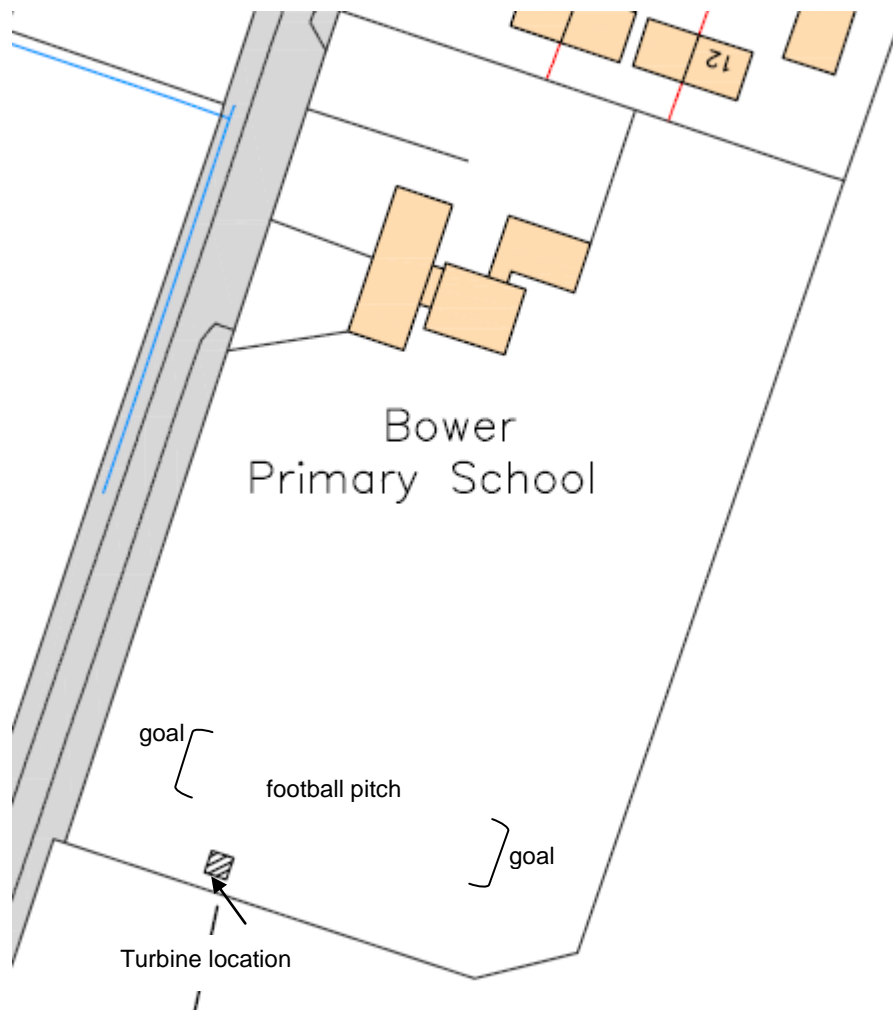 12
Bower
Primary School
goal
football pitch
goal
Turbine location